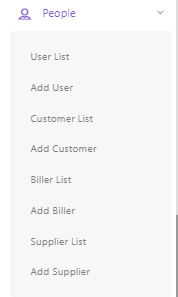 People
User List
Add User
Customer List
Add Customer
Biller List
Add Biller
Supplier List
Add Supplier